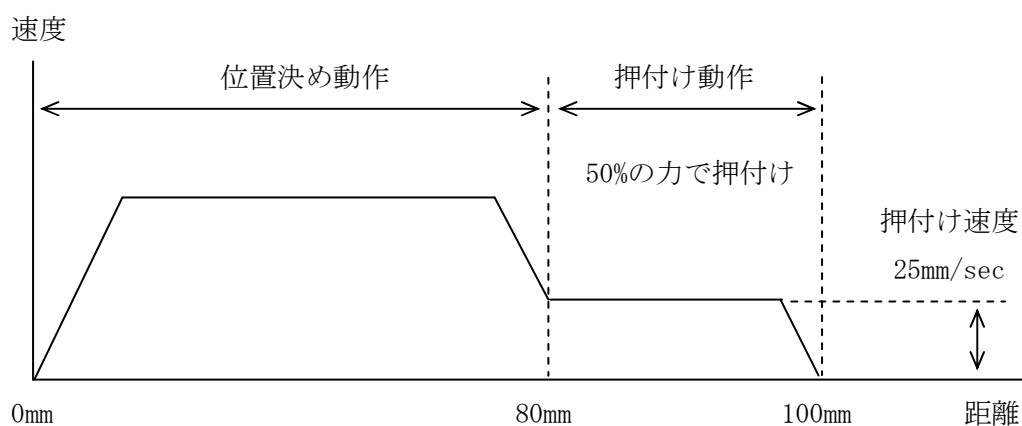 速度
位置決め動作
押付け動作
50%の力で押付け
押付け速度
25mm/sec
0mm
80mm
100mm
距離